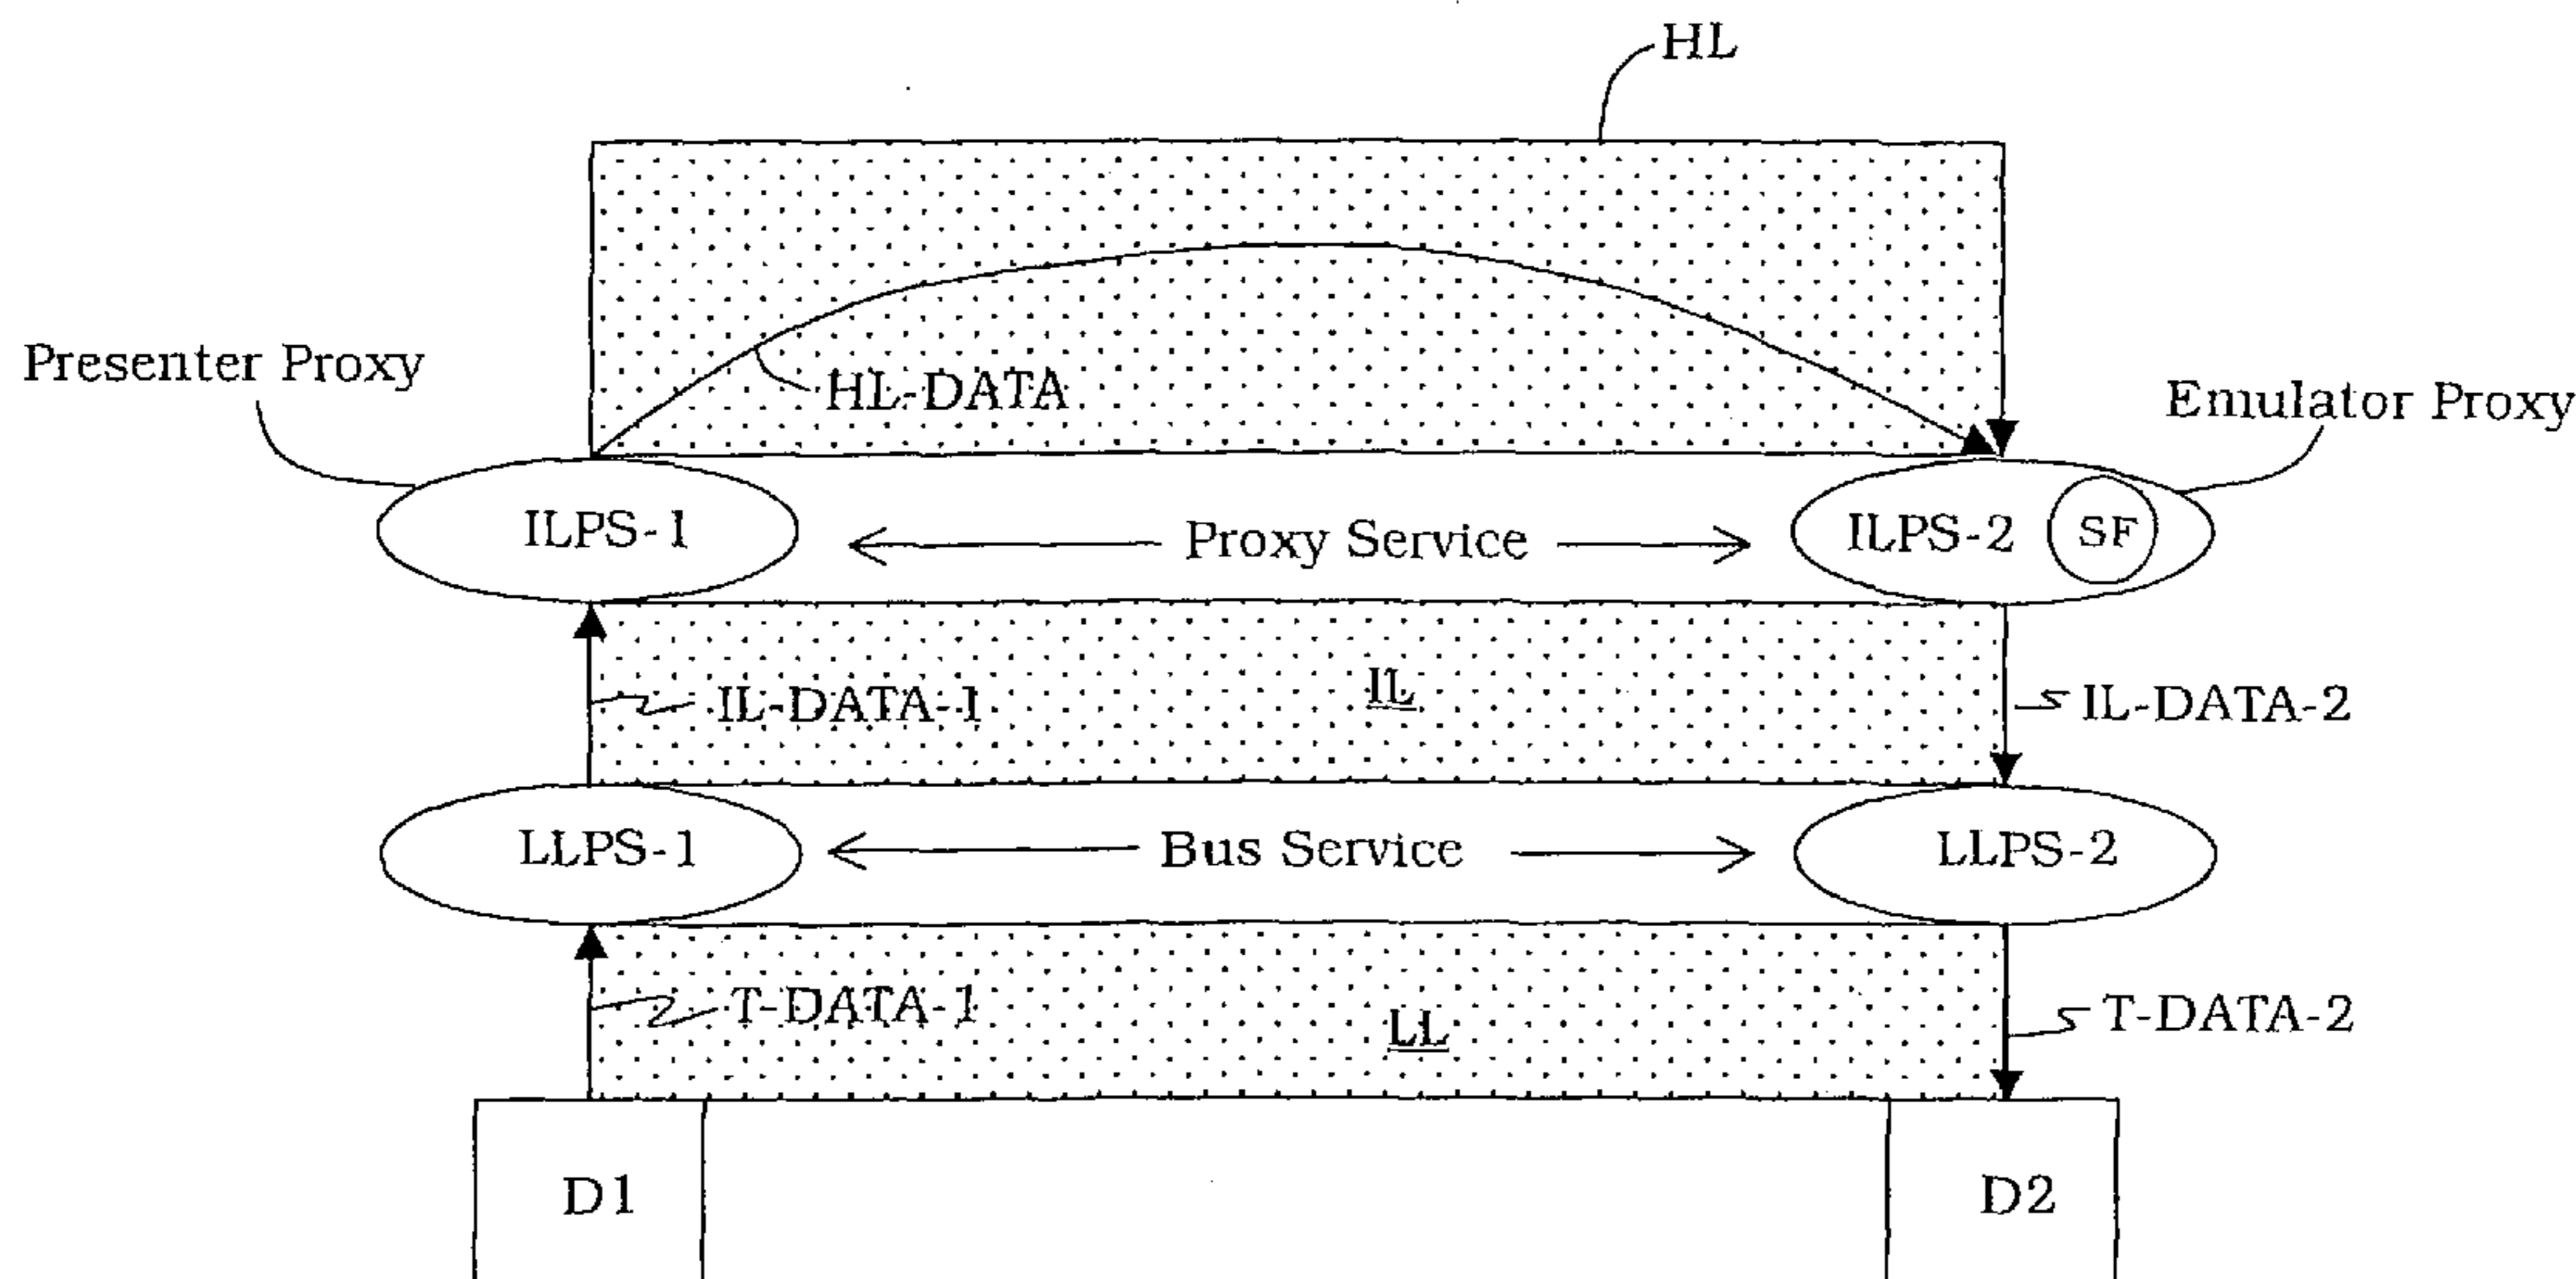 HL
Presenter Proxy
HL-DATA
Emulator Proxy
ILPS-1
Proxy Service
ILPS-2
SF
IL-DATA-1
IL
IL-DATA-2
LLPS-1
Bus Service
LLPS-2
T-DATA-1
LL
T-DATA-2
D1
D2